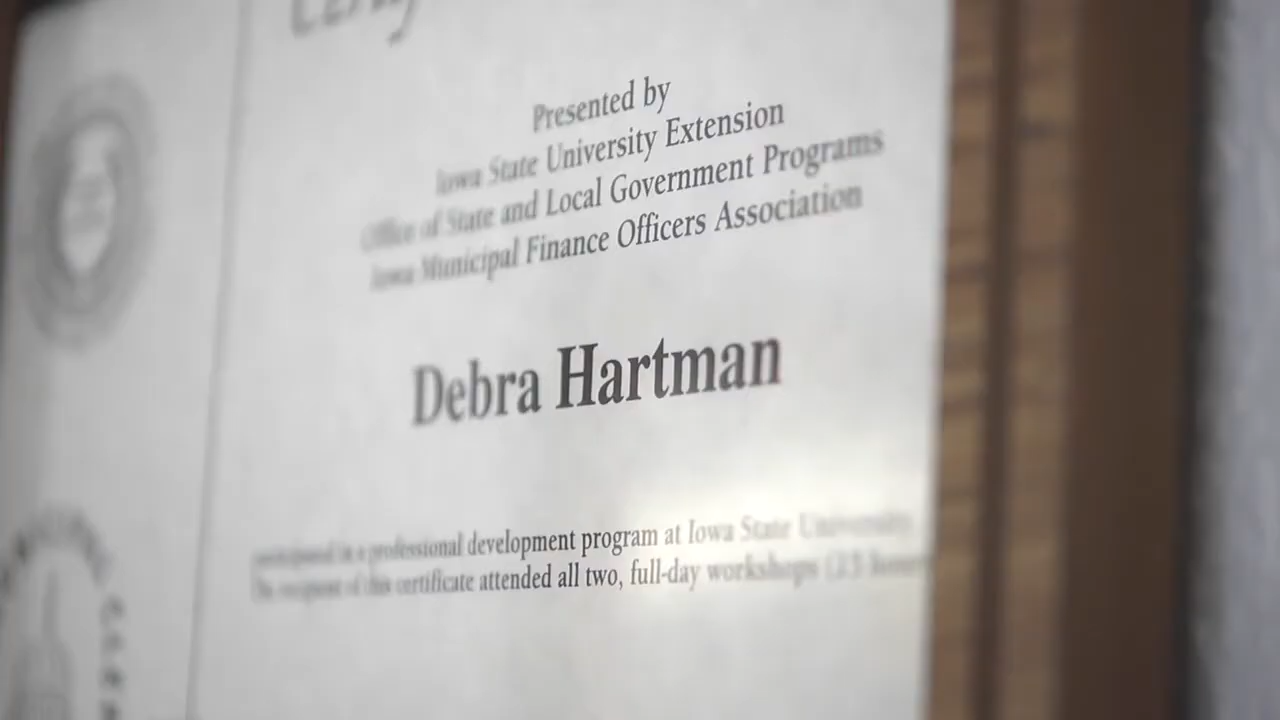 Presented by
Iowa State University Extension
Office of State and Local Government Programs
Iowa Municipal Finance Officers Association
Debra Hartman
in a professional development program at Iowa State University
The recipient of this certificate attended all two, full-day workshops